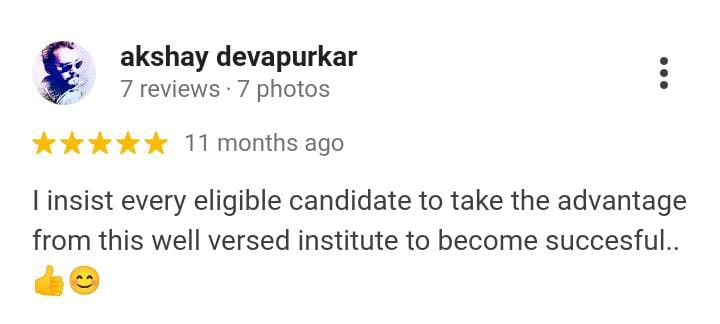 akshay devapurkar
7 reviews · 7 photos
11 months ago
I insist every eligible candidate to take the advantage
from this well versed institute to become succesful..
👍😊